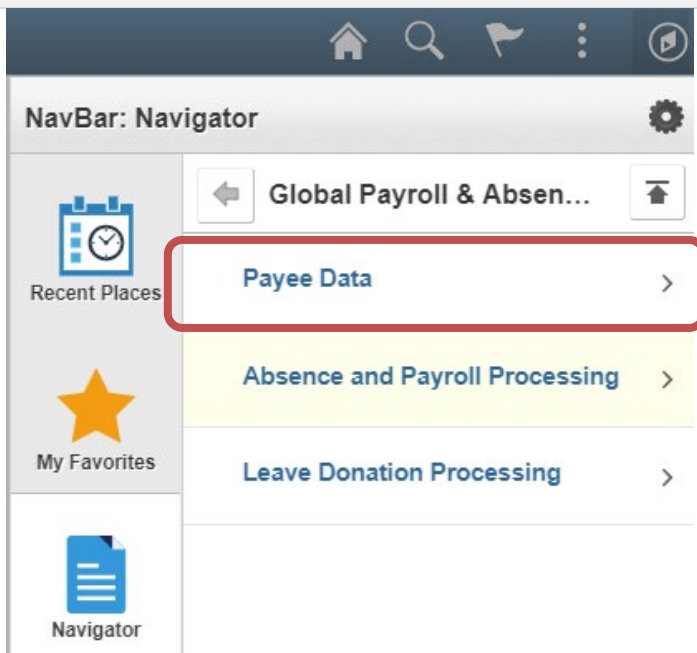 NavBar: Navigator
Global Payroll & Absen...
Recent Places
Payee Data
Absence and Payroll Processing
My Favorites
Leave Donation Processing
Navigator